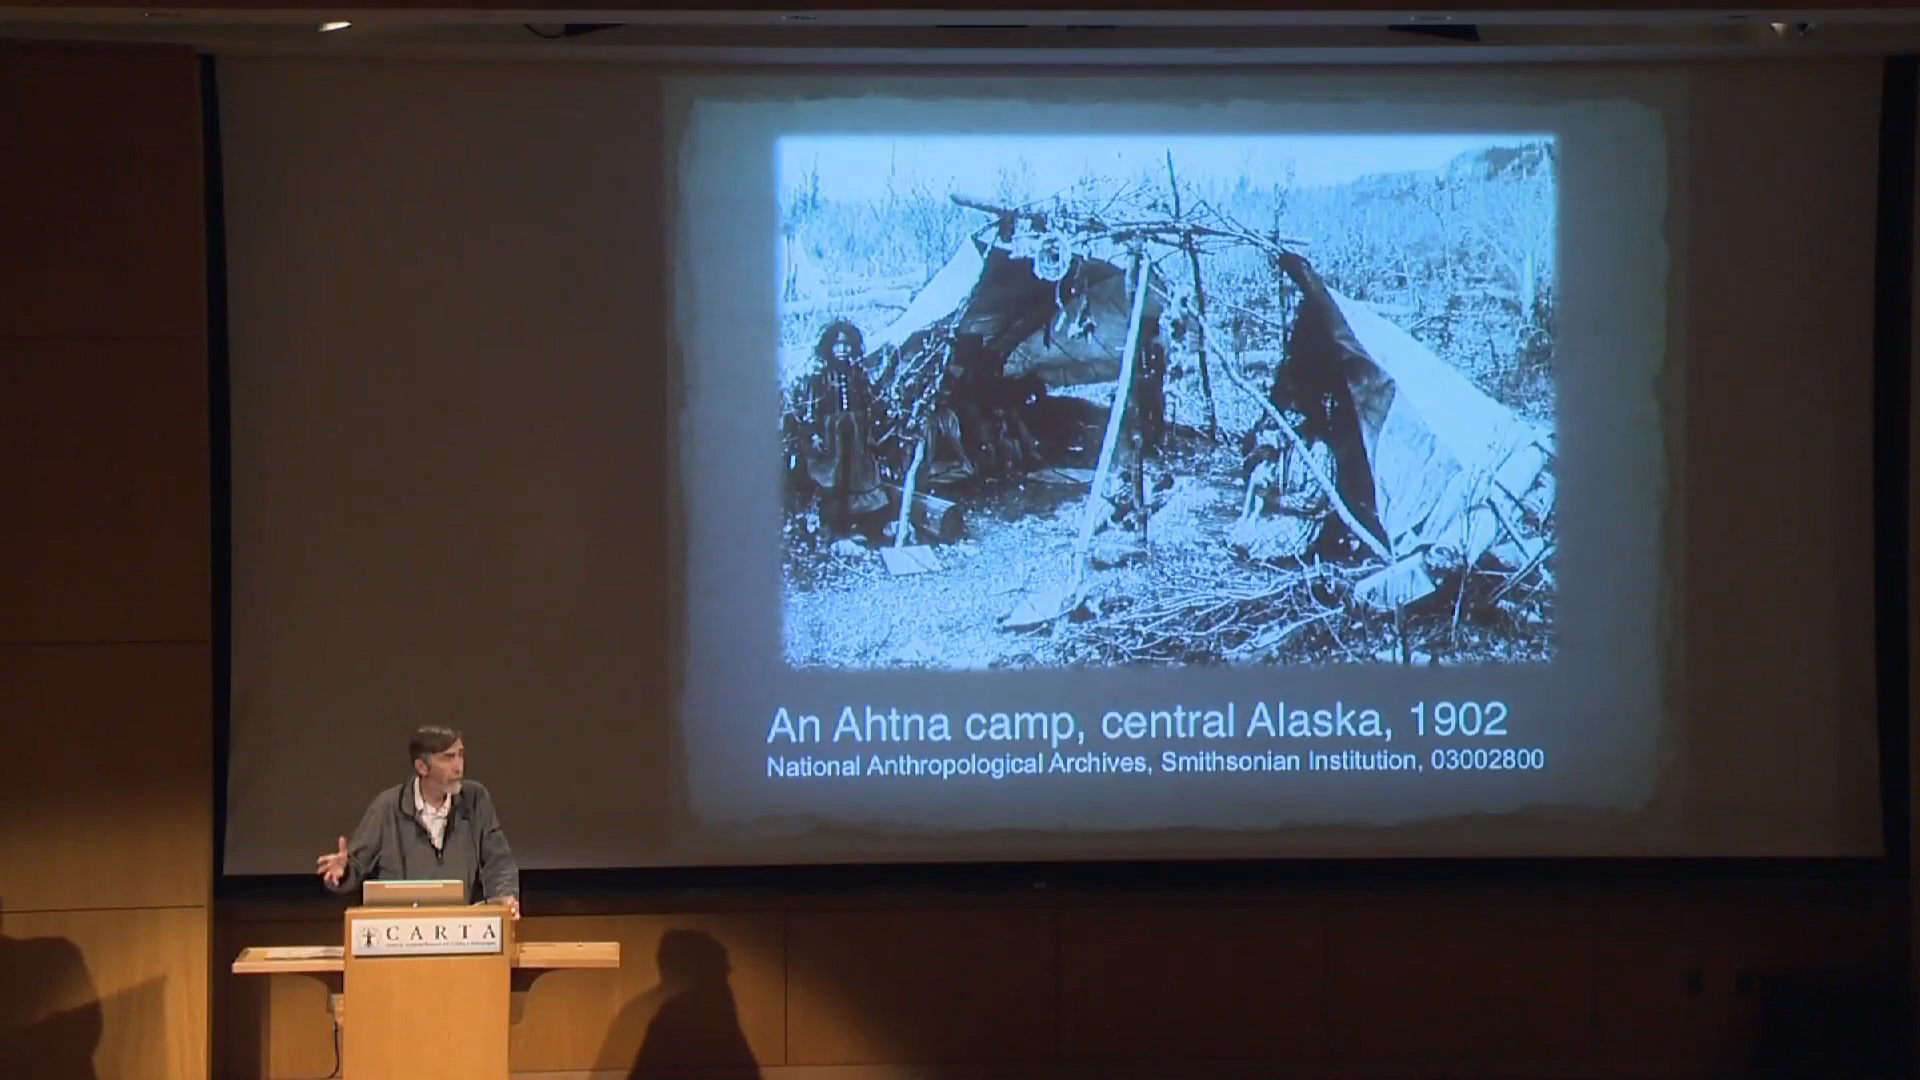 An Ahtna camp, central Alaska, 1902
National Anthropological Archives, Smithsonian Institution, 03002800
CARTA